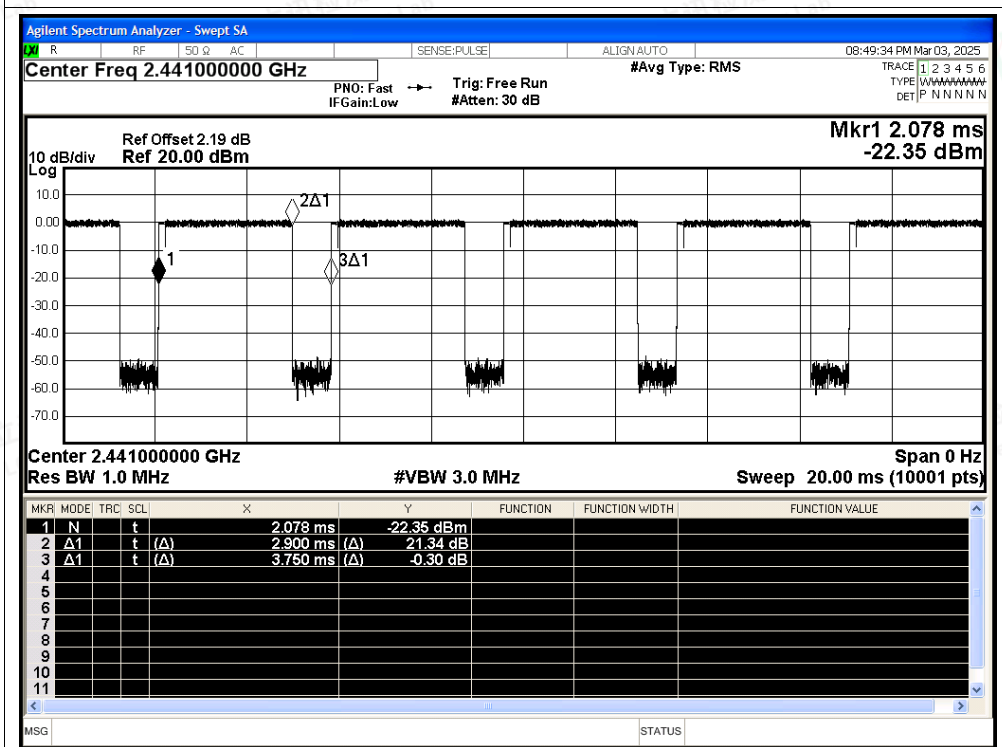 Agilent Spectrum Analyzer - Swept SA
LXI R RF 50 Ω AC SENSE:PULSE ALIGN AUTO 08:49:34 PM Mar 03, 2025
Center Freq 2.441000000 GHz
#Avg Type: RMS
TRACE 1 2 3 4 5 6
PNO: Fast Trig: Free Run
TYPE WWWWWW
IFGain:Low #Atten: 30 dB
DET P N N N N N
Mkr1 2.078 ms
Ref Offset 2.19 dB
10 dB/div Ref 20.00 dBm
-22.35 dBm
Log
10.0
2Δ1
0.00
-10.0
1
3Δ1
-20.0
-30.0
-40.0
-50.0
-60.0
-70.0
Center 2.441000000 GHz Span 0 Hz
Res BW 1.0 MHz #VBW 3.0 MHz Sweep 20.00 ms (10001 pts)
MKR MODE TRC SCL X Y FUNCTION FUNCTION WIDTH FUNCTION VALUE
1 N t 2.078 ms -22.35 dBm
2 Δ1 t (Δ) 2.900 ms (Δ) 21.34 dB
3 Δ1 t (Δ) 3.750 ms (Δ) -0.30 dB
4
5
6
7
8
9
10
11
MSG STATUS